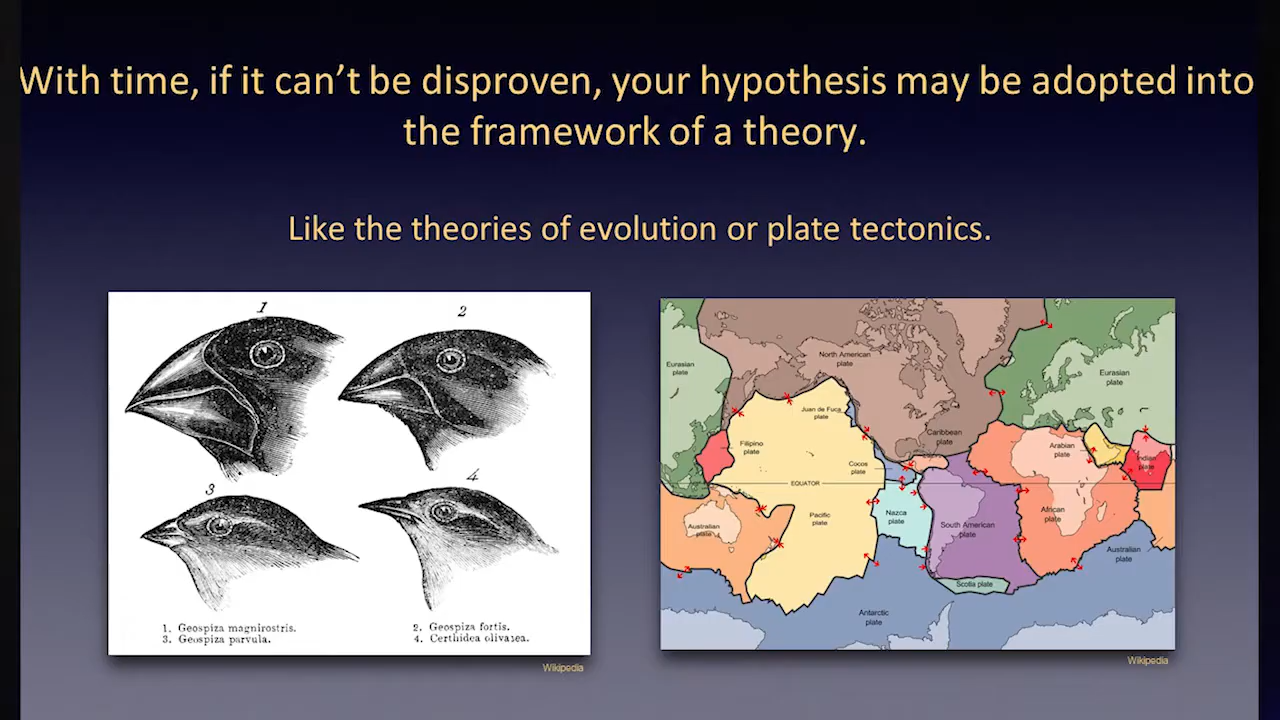 With time, if it can't be disproven, your hypothesis may be adopted into
the framework of a theory.
Like the theories of evolution or plate tectonics.
1
2
3
4
1. Geospiza magnirostris.
2. Geospiza fortis.
3. Geospiza parvula.
4. Certhidea olivasea.
Wikipedia
North American
plate
Eurasian
plate
Eurasian
plate
Juan de Fuca
plate
Caribbean
plate
Filipino
plate
Arabian
plate
Indian
plate
Cocos
plate
EQUATOR
Pacific
plate
Nazca
plate
South American
plate
African
plate
Australian
plate
Australian
plate
Scotia plate
Antarctic
plate
Wikipedia